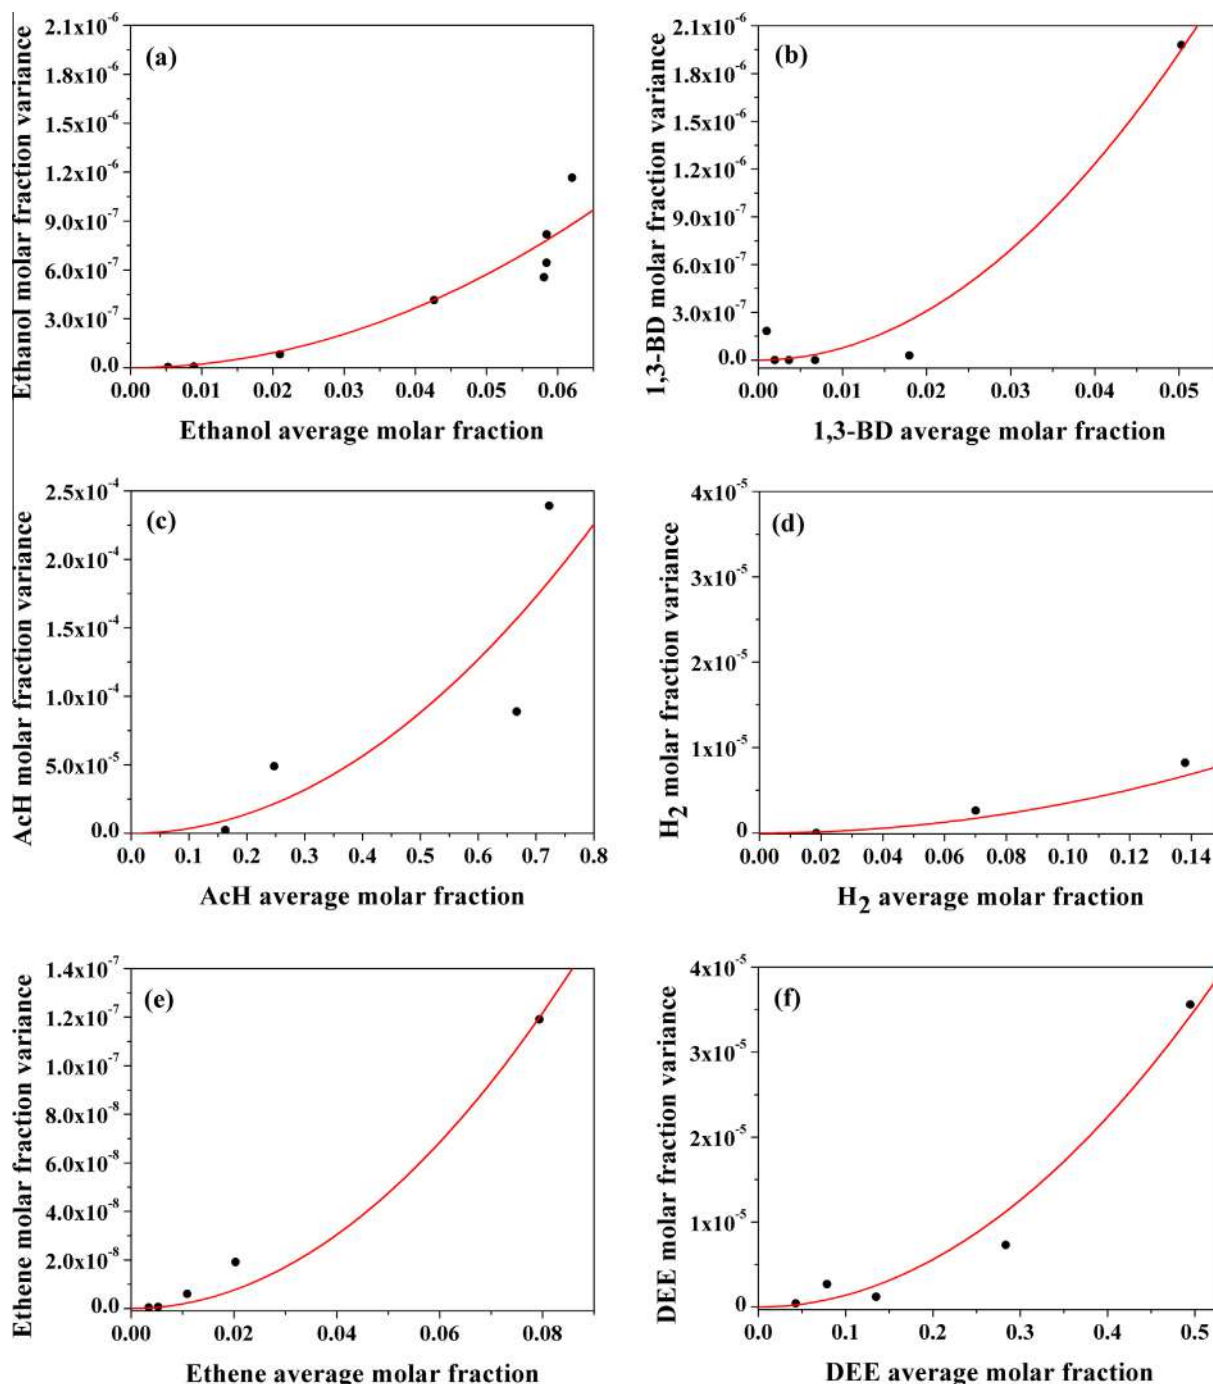 (a)
Ethanol molar fraction variance
2.1x10⁻⁶
1.8x10⁻⁶
1.5x10⁻⁶
1.2x10⁻⁶
9.0x10⁻⁷
6.0x10⁻⁷
3.0x10⁻⁷
0.0
0.00 0.01 0.02 0.03 0.04 0.05 0.06
Ethanol average molar fraction
(b)
1,3-BD molar fraction variance
2.1x10⁻⁶
1.8x10⁻⁶
1.5x10⁻⁶
1.2x10⁻⁶
9.0x10⁻⁷
6.0x10⁻⁷
3.0x10⁻⁷
0.0
0.00 0.01 0.02 0.03 0.04 0.05
1,3-BD average molar fraction
(c)
AcH molar fraction variance
2.5x10⁻⁴
2.0x10⁻⁴
1.5x10⁻⁴
1.0x10⁻⁴
5.0x10⁻⁵
0.0
0.0 0.1 0.2 0.3 0.4 0.5 0.6 0.7 0.8
AcH average molar fraction
(d)
H₂ molar fraction variance
4x10⁻⁵
3x10⁻⁵
2x10⁻⁵
1x10⁻⁵
0
0.00 0.02 0.04 0.06 0.08 0.10 0.12 0.14
H₂ average molar fraction
(e)
Ethene molar fraction variance
1.4x10⁻⁷
1.2x10⁻⁷
1.0x10⁻⁷
8.0x10⁻⁸
6.0x10⁻⁸
4.0x10⁻⁸
2.0x10⁻⁸
0.0
0.00 0.02 0.04 0.06 0.08
Ethene average molar fraction
(f)
DEE molar fraction variance
4x10⁻⁵
3x10⁻⁵
2x10⁻⁵
1x10⁻⁵
0
0.0 0.1 0.2 0.3 0.4 0.5
DEE average molar fraction